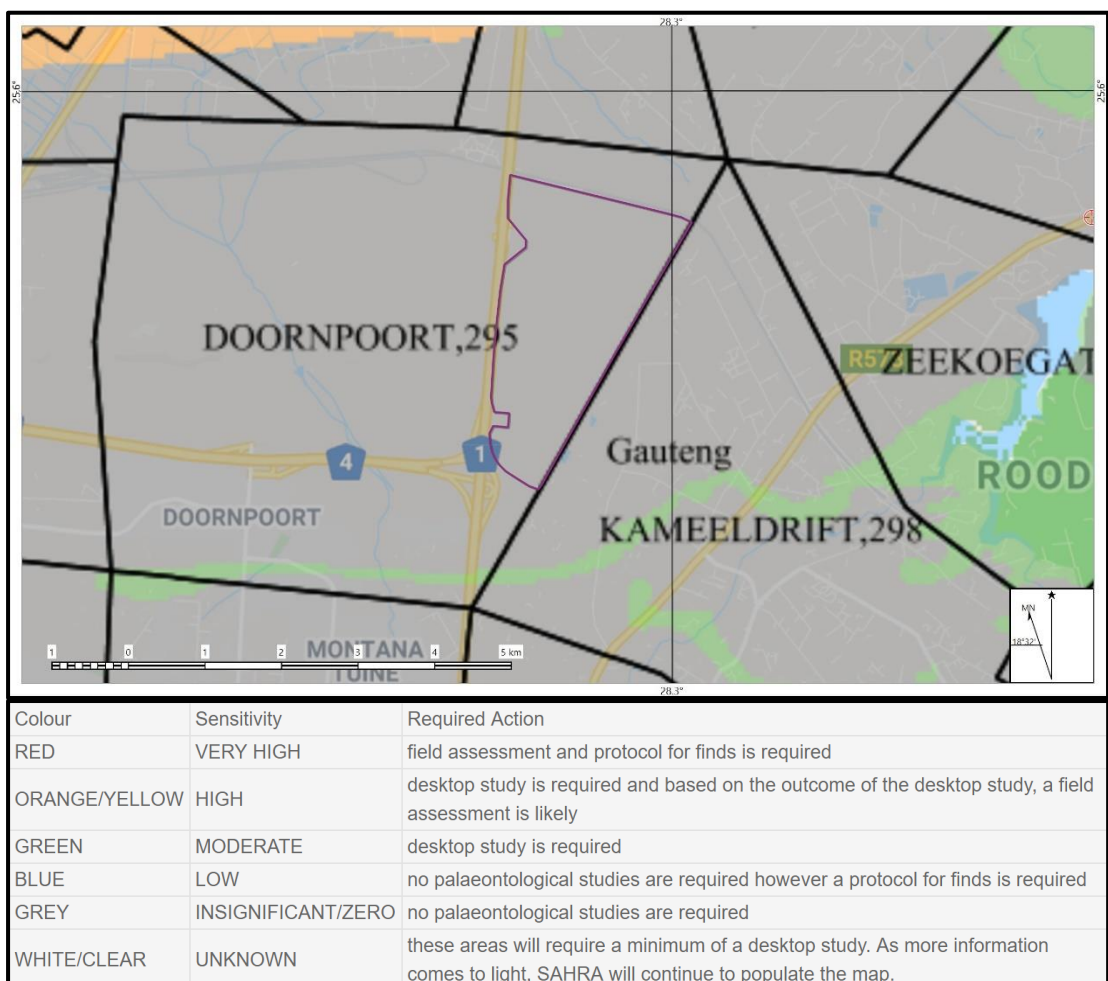 28.3°
25.6°
25.6°
DOORNPOORT,295
ZEEKOEGAT
Gauteng
4
1
ROOD
DOORNPOORT
KAMEELDRIFT,298
MN
18°32'
1 0 1 2 3 4 5 km
MONTANA
TUINE
28.3°
Colour Sensitivity Required Action
RED VERY HIGH field assessment and protocol for finds is required
ORANGE/YELLOW HIGH desktop study is required and based on the outcome of the desktop study, a field
assessment is likely
GREEN MODERATE desktop study is required
BLUE LOW no palaeontological studies are required however a protocol for finds is required
GREY INSIGNIFICANT/ZERO no palaeontological studies are required
WHITE/CLEAR UNKNOWN these areas will require a minimum of a desktop study. As more information
comes to light, SAHRA will continue to populate the map.